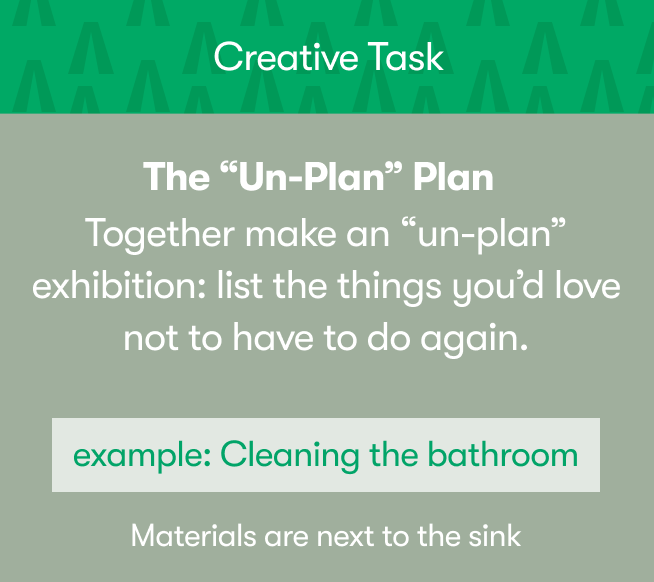 Creative Task
The “Un-Plan” Plan
Together make an “un-plan”
exhibition: list the things you’d love
not to have to do again.
example: Cleaning the bathroom
Materials are next to the sink